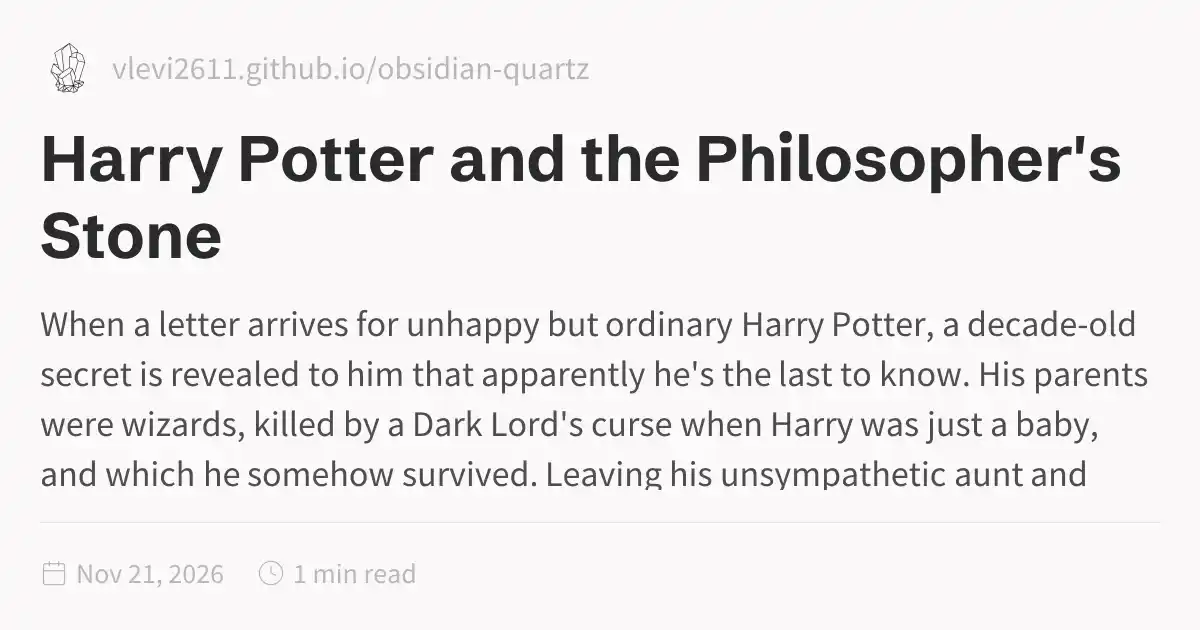 vlevi2611.github.io/obsidian-quartz
Harry Potter and the Philosopher's
Stone
When a letter arrives for unhappy but ordinary Harry Potter, a decade-old
secret is revealed to him that apparently he's the last to know. His parents
were wizards, killed by a Dark Lord's curse when Harry was just a baby,
and which he somehow survived. Leaving his unsympathetic aunt and
Nov 21, 2026
1 min read